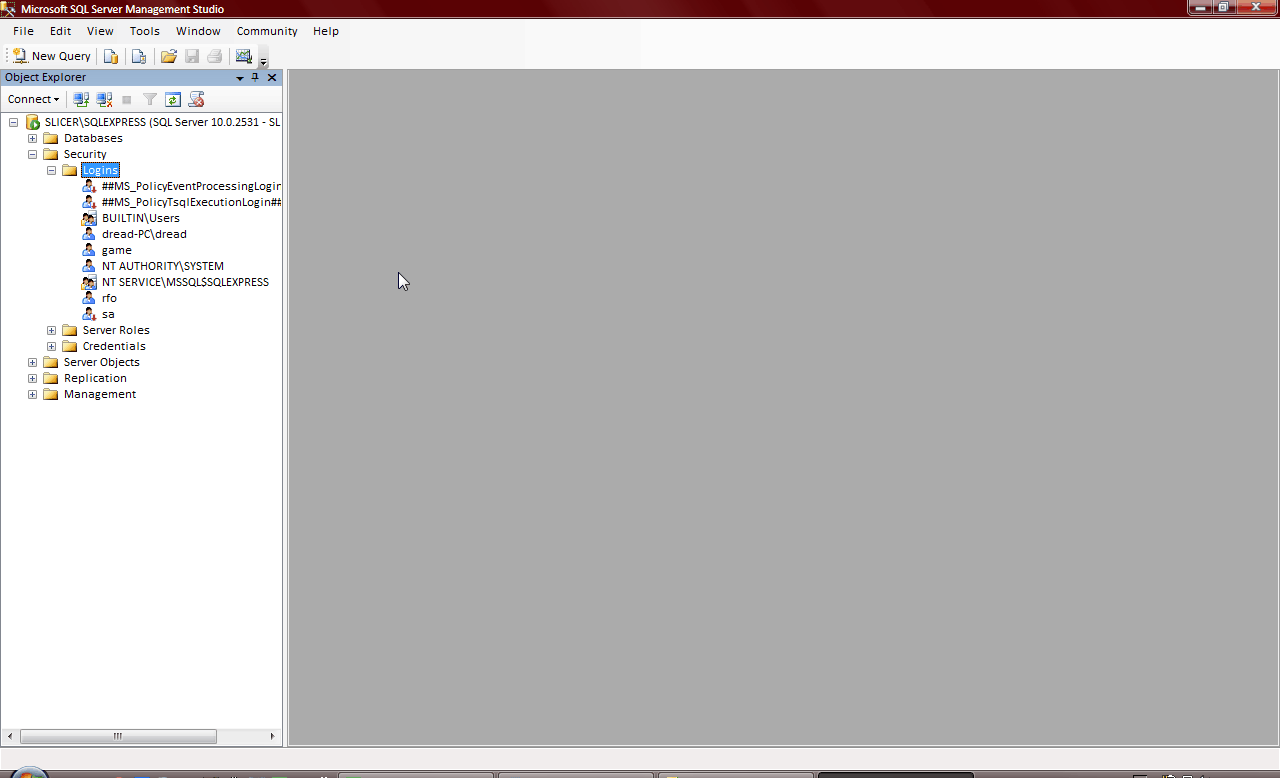 Microsoft SQL Server Management Studio
File Edit View Tools Window Community Help
New Query
Object Explorer
Connect
SLICER\SQLEXPRESS (SQL Server 10.0.2531 - SL
Databases
Security
Logins
##MS_PolicyEventProcessingLogin
##MS_PolicyTsqlExecutionLogin##
BUILTIN\Users
dread-PC\dread
game
NT AUTHORITY\SYSTEM
NT SERVICE\MSSQL$SQLEXPRESS
rfo
sa
Server Roles
Credentials
Server Objects
Replication
Management